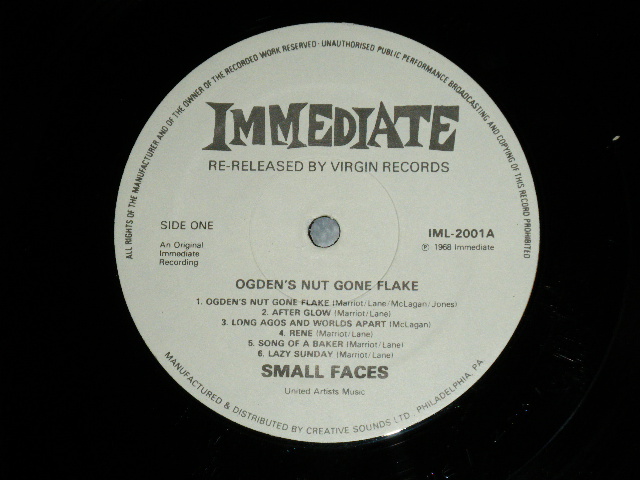 ALL RIGHTS OF THE MANUFACTURER AND OF THE OWNER OF THE RECORDED WORK RESERVED · UNAUTHORISED PUBLIC PERFORMANCE BROADCASTING AND COPYING OF THIS RECORD PROHIBITED
IMMEDIATE
RE-RELEASED BY VIRGIN RECORDS
SIDE ONE
IML-2001A
An Original
Immediate
Recording
℗ 1968 Immediate
OGDEN'S NUT GONE FLAKE
1. OGDEN'S NUT GONE FLAKE (Marriot/Lane/McLagan/Jones)
2. AFTER GLOW (Marriot/Lane)
3. LONG AGOS AND WORLDS APART (McLagan)
4. RENE (Marriot/Lane)
5. SONG OF A BAKER (Marriot/Lane)
6. LAZY SUNDAY (Marriot/Lane)
SMALL FACES
United Artists Music
MANUFACTURED & DISTRIBUTED BY CREATIVE SOUNDS LTD. PHILADELPHIA, PA